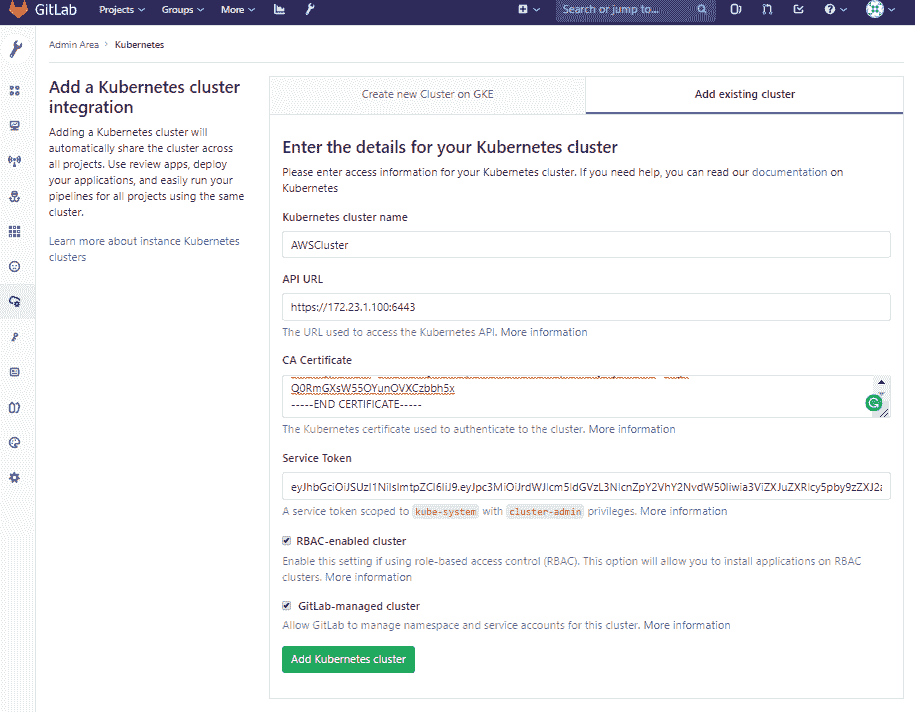 GitLab Projects Groups More Search or jump to...
Admin Area > Kubernetes
Add a Kubernetes cluster
integration
Adding a Kubernetes cluster will
automatically share the cluster across
all projects. Use review apps, deploy
your applications, and easily run your
pipelines for all projects using the same
cluster.
Learn more about instance Kubernetes
clusters
Create new Cluster on GKE
Add existing cluster
Enter the details for your Kubernetes cluster
Please enter access information for your Kubernetes cluster. If you need help, you can read our documentation on
Kubernetes
Kubernetes cluster name
AWSCluster
API URL
https://172.23.1.100:6443
The URL used to access the Kubernetes API. More information
CA Certificate
Q0RmGXsW55OYunOVXCzbbh5x
-----END CERTIFICATE-----
The Kubernetes certificate used to authenticate to the cluster. More information
Service Token
A service token scoped to kube-system with cluster-admin privileges. More information
RBAC-enabled cluster
Enable this setting if using role-based access control (RBAC). This option will allow you to install applications on RBAC
clusters. More information
GitLab-managed cluster
Allow GitLab to manage namespace and service accounts for this cluster. More information
Add Kubernetes cluster